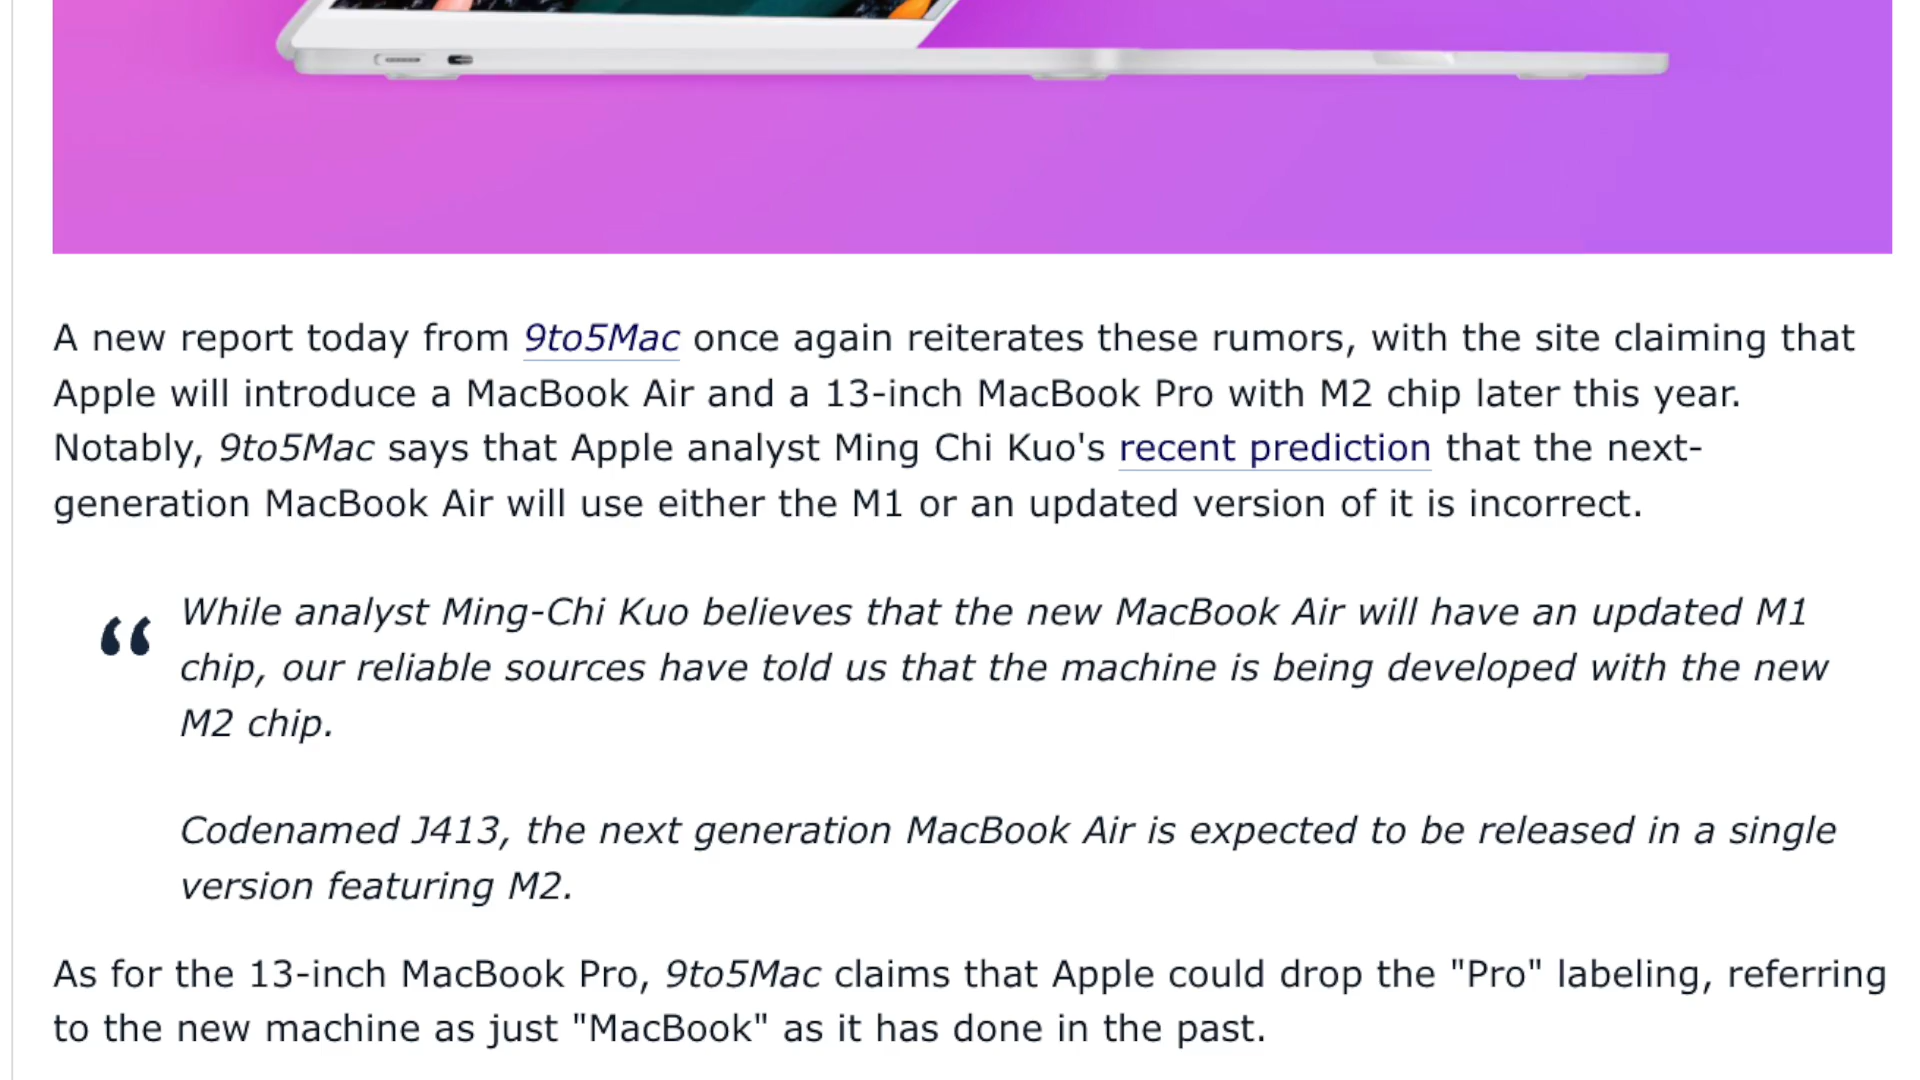 A new report today from 9to5Mac once again reiterates these rumors, with the site claiming that
Apple will introduce a MacBook Air and a 13-inch MacBook Pro with M2 chip later this year.
Notably, 9to5Mac says that Apple analyst Ming Chi Kuo's recent prediction that the next-
generation MacBook Air will use either the M1 or an updated version of it is incorrect.
“ While analyst Ming-Chi Kuo believes that the new MacBook Air will have an updated M1
chip, our reliable sources have told us that the machine is being developed with the new
M2 chip.
Codenamed J413, the next generation MacBook Air is expected to be released in a single
version featuring M2.
As for the 13-inch MacBook Pro, 9to5Mac claims that Apple could drop the "Pro" labeling, referring
to the new machine as just "MacBook" as it has done in the past.